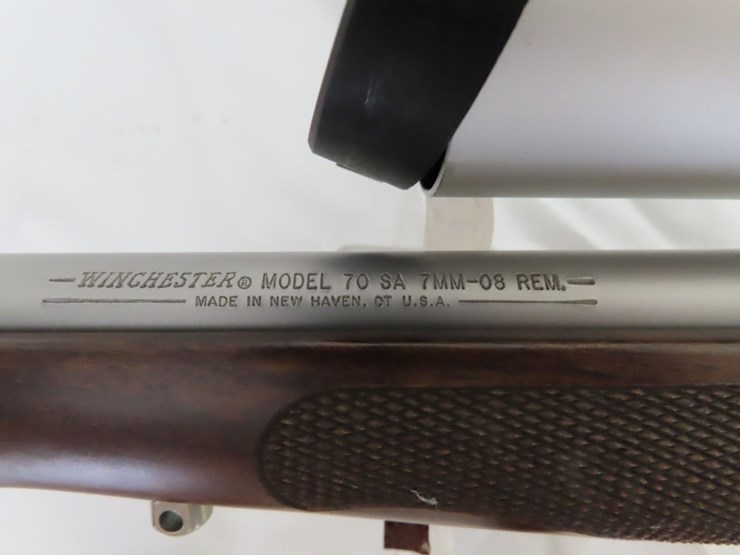 WINCHESTER® MODEL 70 SA 7MM-08 REM.
MADE IN NEW HAVEN, CT U.S.A.